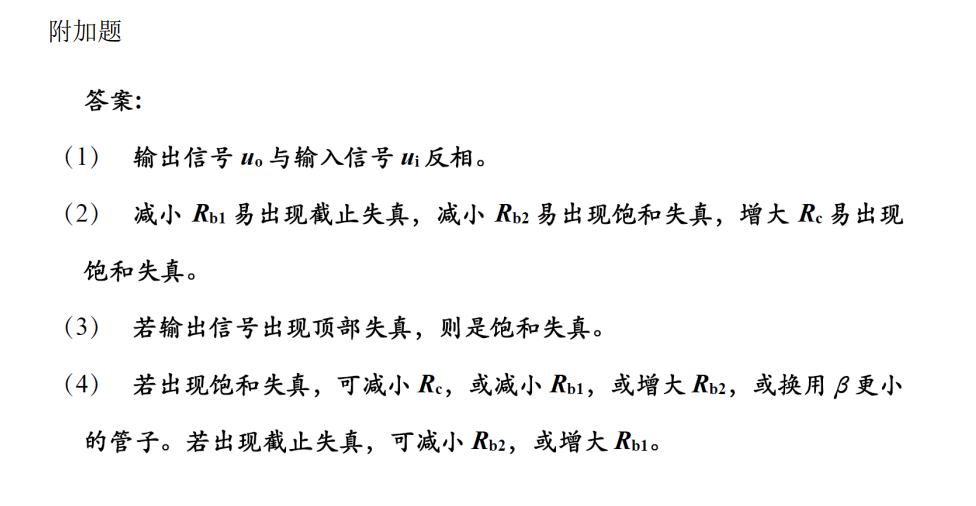 附加题
答案:
(1) 输出信号 uo 与输入信号 ui 反相。
(2) 减小 Rb1 易出现截止失真，减小 Rb2 易出现饱和失真，增大 Rc 易出现
饱和失真。
(3) 若输出信号出现顶部失真，则是饱和失真。
(4) 若出现饱和失真，可减小 Rc，或减小 Rb1，或增大 Rb2，或换用 β 更小
的管子。若出现截止失真，可减小 Rb2，或增大 Rb1。